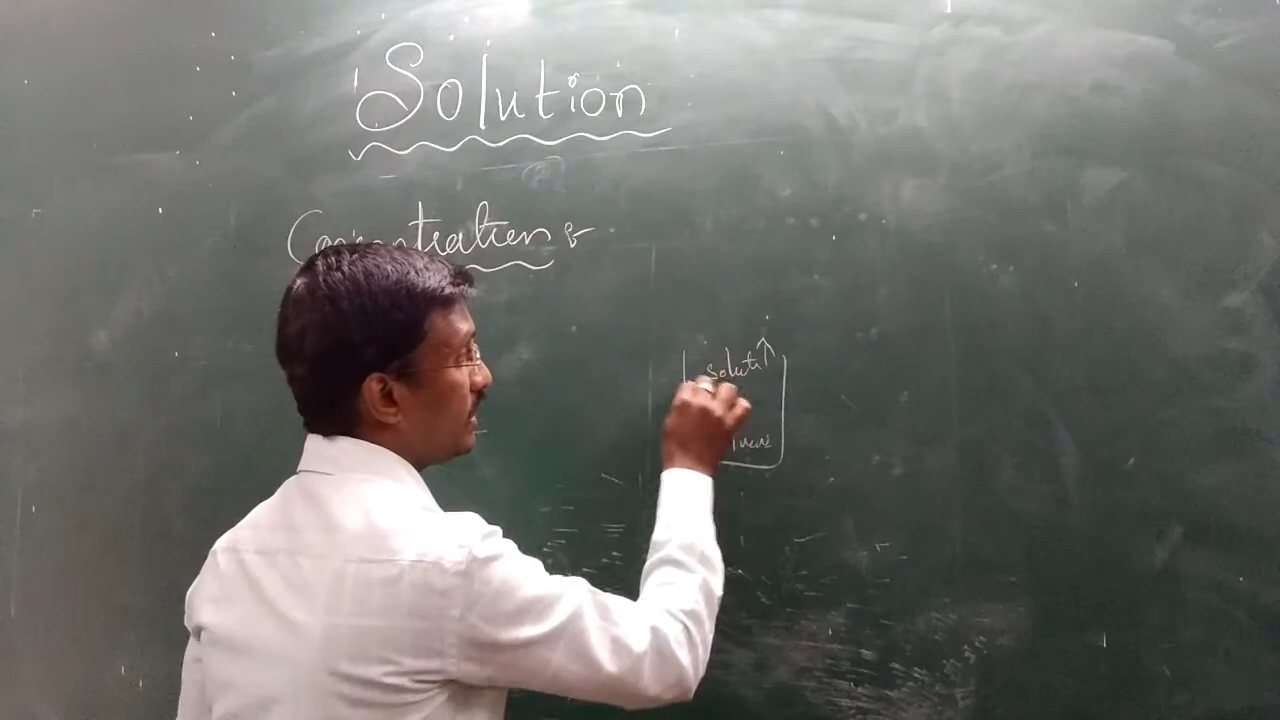 Solution
Concentration :-
Solute ↑